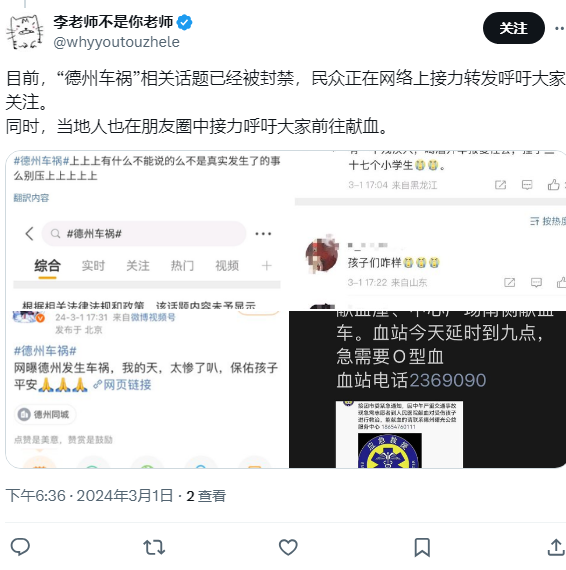 李老师不是你老师
@whyyoutouzhele
关注
目前，“德州车祸”相关话题已经被封禁，民众正在网络上接力转发呼吁大家
关注。
同时，当地人也在朋友圈中接力呼吁大家前往献血。
#德州车祸#上上上有什么不能说的么不是真实发生了的事
么别压上上上上上
翻訳内容
#德州车祸#
综合 实时 关注 热门 视频
根据相关法律法规和政策，该话题内容未予显示
24-3-1 17:31 来自微博视频号
发布于 北京
#德州车祸#
网曝德州发生车祸，我的天，太惨了叭，保佑孩子
平安🙏🙏🙏 网页链接
德州同城
点赞是美意，赞赏是鼓励
十七个小学生😭😭。
3-1 17:04 来自黑龙江
按热度
孩子们咋样😭😭😭
3-1 17:22 来自山东
车。血站今天延时到九点，
急需要O型血
血站电话2369090
应急救援
下午6:36 · 2024年3月1日 · 2 查看